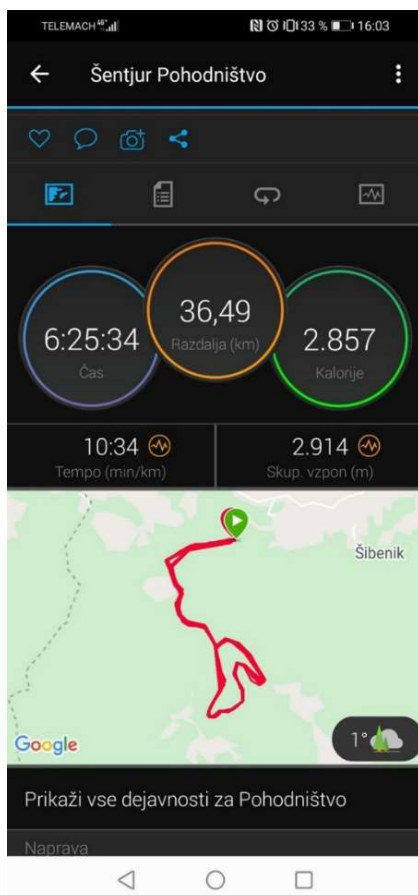 TELEMACH 4G 33 % 16:03
Šentjur Pohodništvo
36,49
Razdalja (km)
6:25:34
Čas
2.857
Kalorije
10:34
Tempo (min/km)
2.914
Skup. vzpon (m)
Šibenik
Google
1°
Prikaži vse dejavnosti za Pohodništvo
Naprava